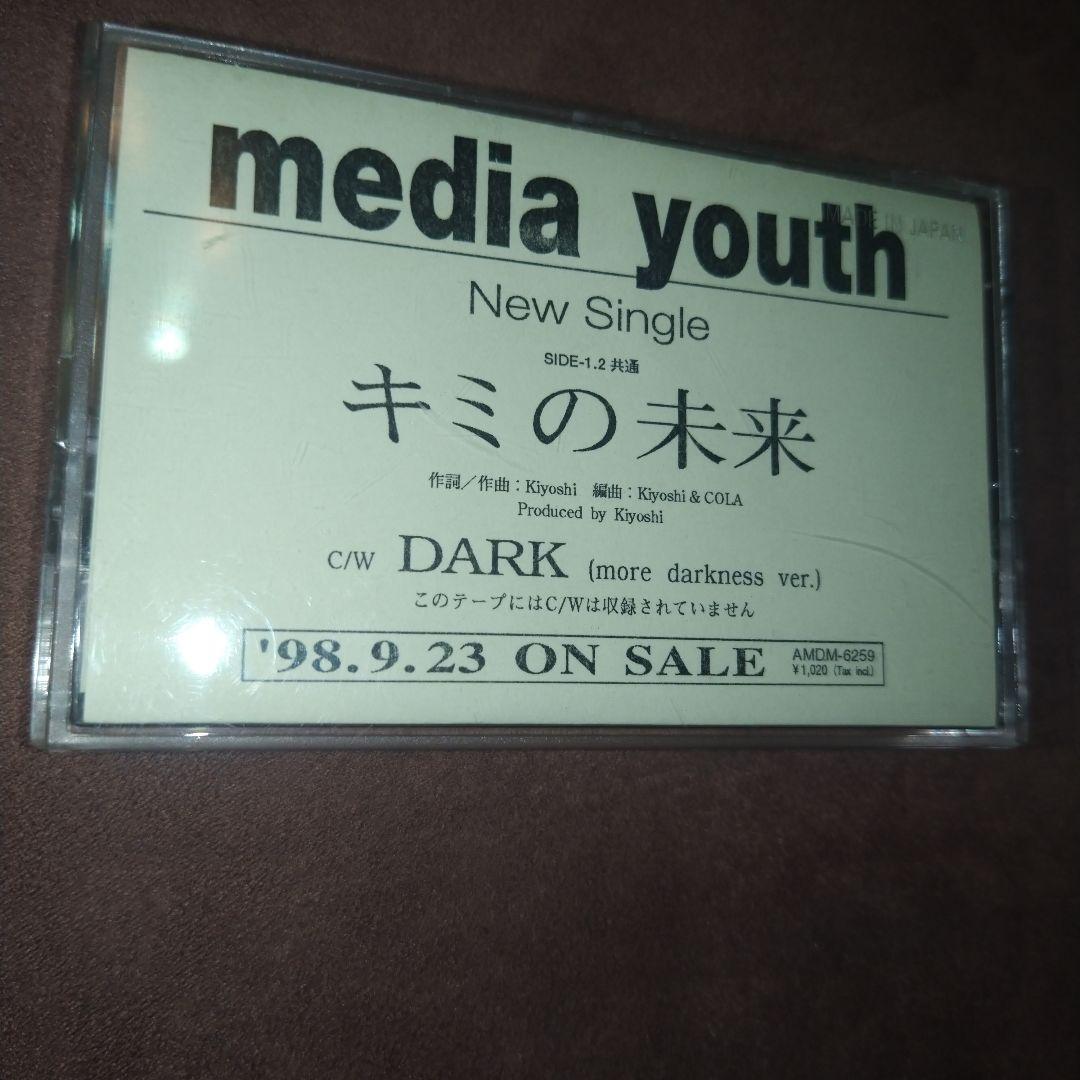 media youth
MADE IN JAPAN
New Single
SIDE-1.2 共通
キミの未来
作詞／作曲：Kiyoshi 編曲：Kiyoshi & COLA
Produced by Kiyoshi
C/W DARK (more darkness ver.)
このテープにはC/Wは収録されていません
'98.9.23 ON SALE
AMDM-6259
¥1,020 (Tax incl.)